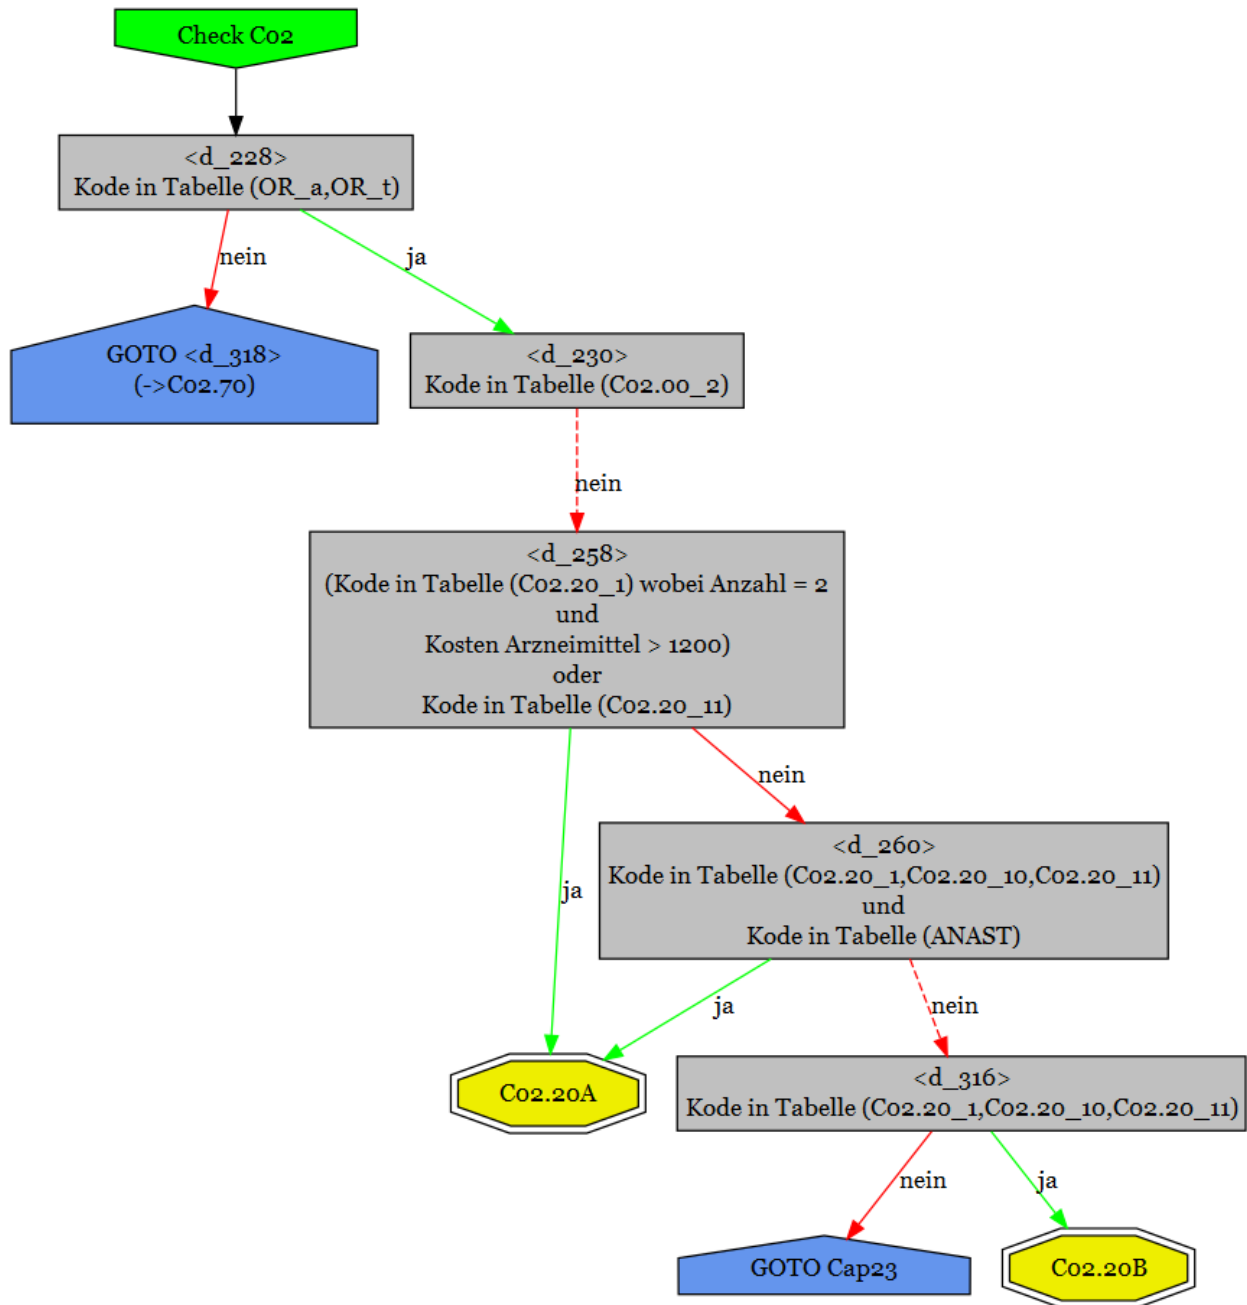 Check C02
<d_228>
Kode in Tabelle (OR_a,OR_t)
nein
ja
GOTO <d_318>
(->C02.70)
<d_230>
Kode in Tabelle (C02.00_2)
nein
<d_258>
(Kode in Tabelle (C02.20_1) wobei Anzahl = 2
und
Kosten Arzneimittel > 1200)
oder
Kode in Tabelle (C02.20_11)
nein
ja
<d_260>
Kode in Tabelle (C02.20_1,C02.20_10,C02.20_11)
und
Kode in Tabelle (ANAST)
ja
nein
C02.20A
<d_316>
Kode in Tabelle (C02.20_1,C02.20_10,C02.20_11)
nein
ja
GOTO Cap23
C02.20B